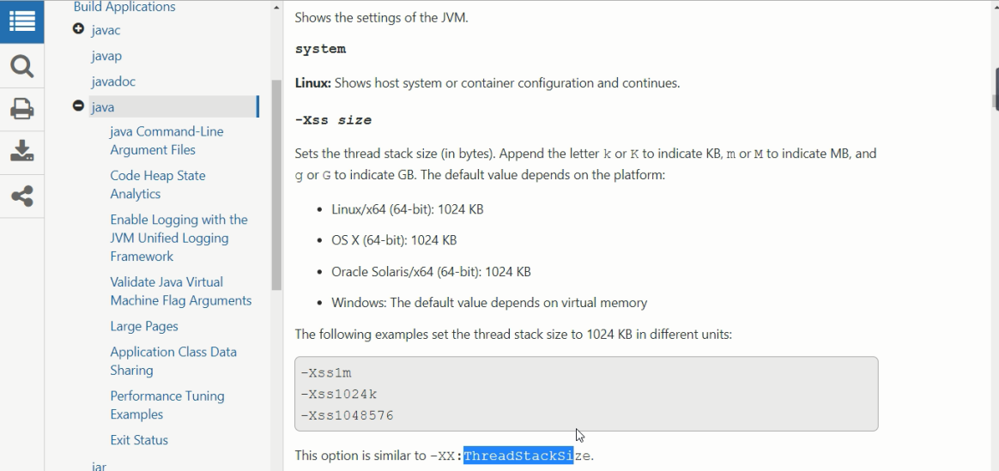 Build Applications
javac
javap
javadoc
java
java Command-Line
Argument Files
Code Heap State
Analytics
Enable Logging with the
JVM Unified Logging
Framework
Validate Java Virtual
Machine Flag Arguments
Large Pages
Application Class Data
Sharing
Performance Tuning
Examples
Exit Status
jar
Shows the settings of the JVM.
system
Linux: Shows host system or container configuration and continues.
-Xss size
Sets the thread stack size (in bytes). Append the letter k or K to indicate KB, m or M to indicate MB, and
g or G to indicate GB. The default value depends on the platform:
• Linux/x64 (64-bit): 1024 KB
• OS X (64-bit): 1024 KB
• Oracle Solaris/x64 (64-bit): 1024 KB
• Windows: The default value depends on virtual memory
The following examples set the thread stack size to 1024 KB in different units:
-Xss1m
-Xss1024k
-Xss1048576
This option is similar to -XX:ThreadStackSize.